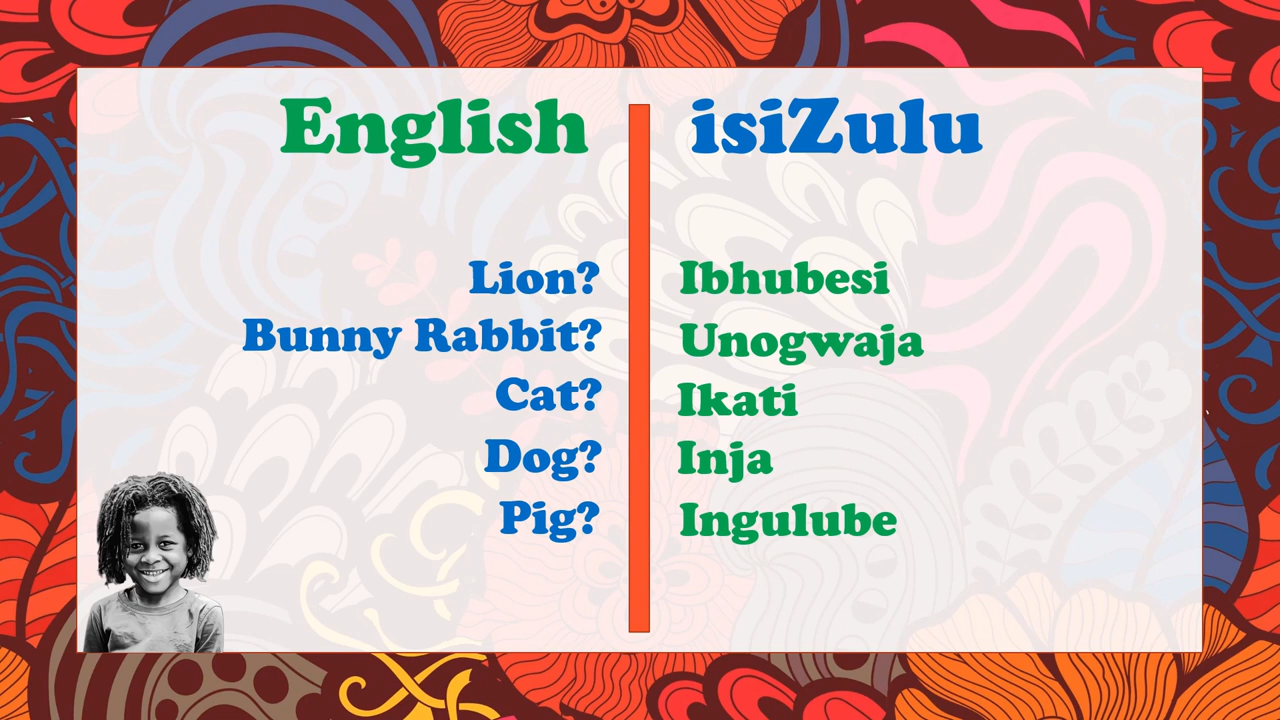 English
isiZulu
Lion?
Ibhubesi
Bunny Rabbit?
Unogwaja
Cat?
Ikati
Dog?
Inja
Pig?
Ingulube